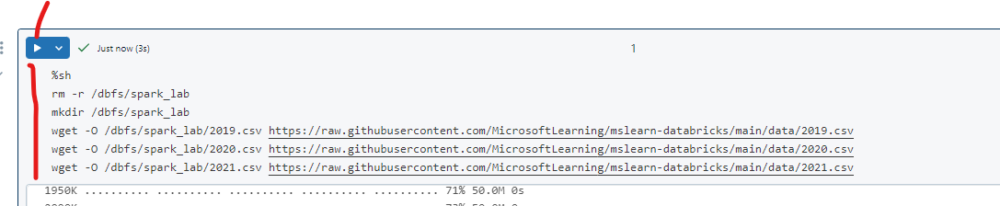 Just now (3s)
1
%sh
rm -r /dbfs/spark_lab
mkdir /dbfs/spark_lab
wget -O /dbfs/spark_lab/2019.csv https://raw.githubusercontent.com/MicrosoftLearning/mslearn-databricks/main/data/2019.csv
wget -O /dbfs/spark_lab/2020.csv https://raw.githubusercontent.com/MicrosoftLearning/mslearn-databricks/main/data/2020.csv
wget -O /dbfs/spark_lab/2021.csv https://raw.githubusercontent.com/MicrosoftLearning/mslearn-databricks/main/data/2021.csv
1950K .......... .......... .......... .......... .......... 71% 50.0M 0s